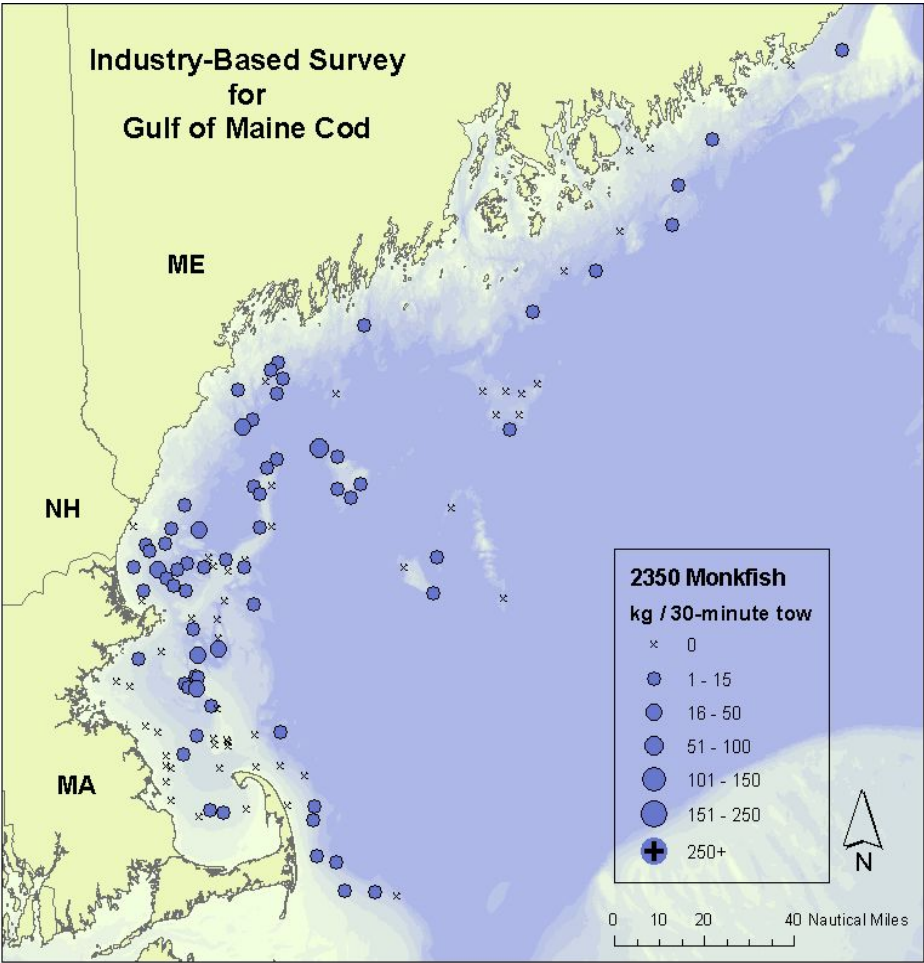 Industry-Based Survey
for
Gulf of Maine Cod
ME
NH
MA
2350 Monkfish
kg / 30-minute tow
0
1 - 15
16 - 50
51 - 100
101 - 150
151 - 250
250+
N
0 10 20 40 Nautical Miles